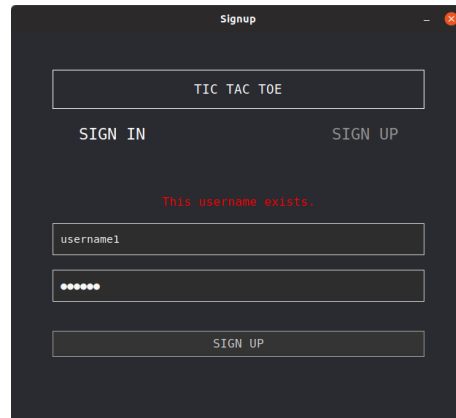 Signup
TIC TAC TOE
SIGN IN SIGN UP
This username exists.
username1
●●●●●●
SIGN UP